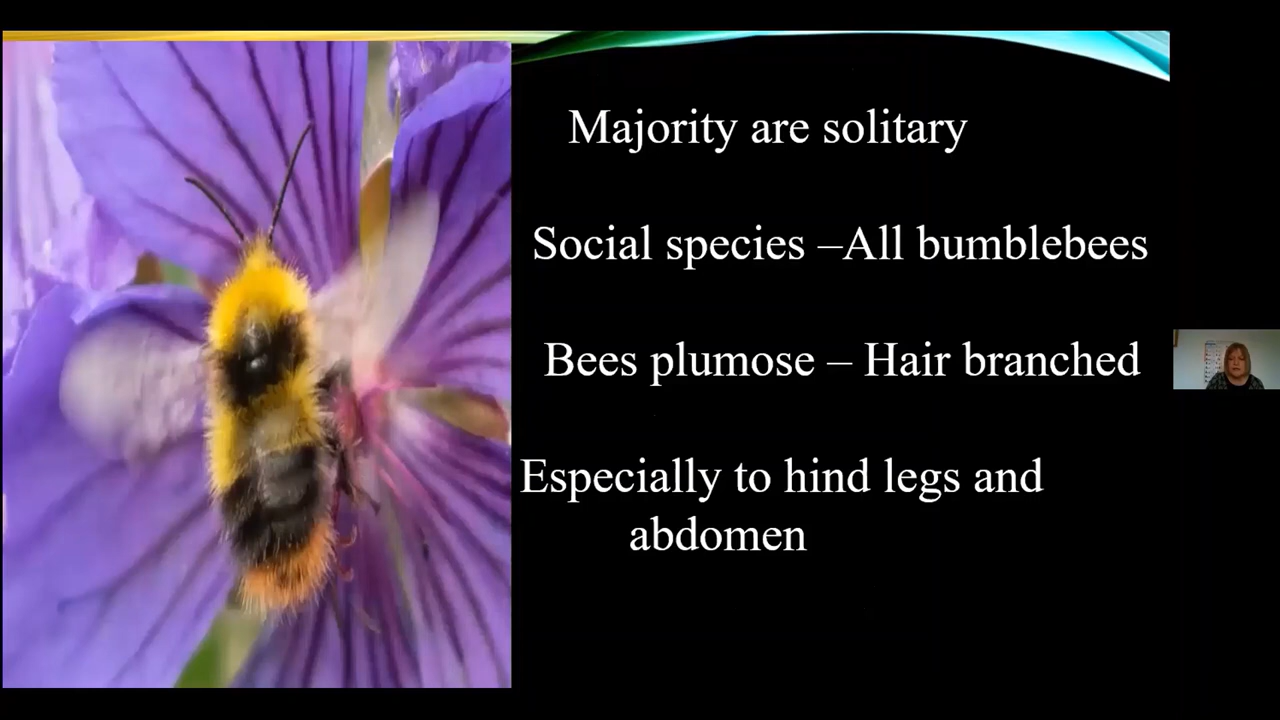 Majority are solitary
Social species –All bumblebees
Bees plumose – Hair branched
Especially to hind legs and
abdomen